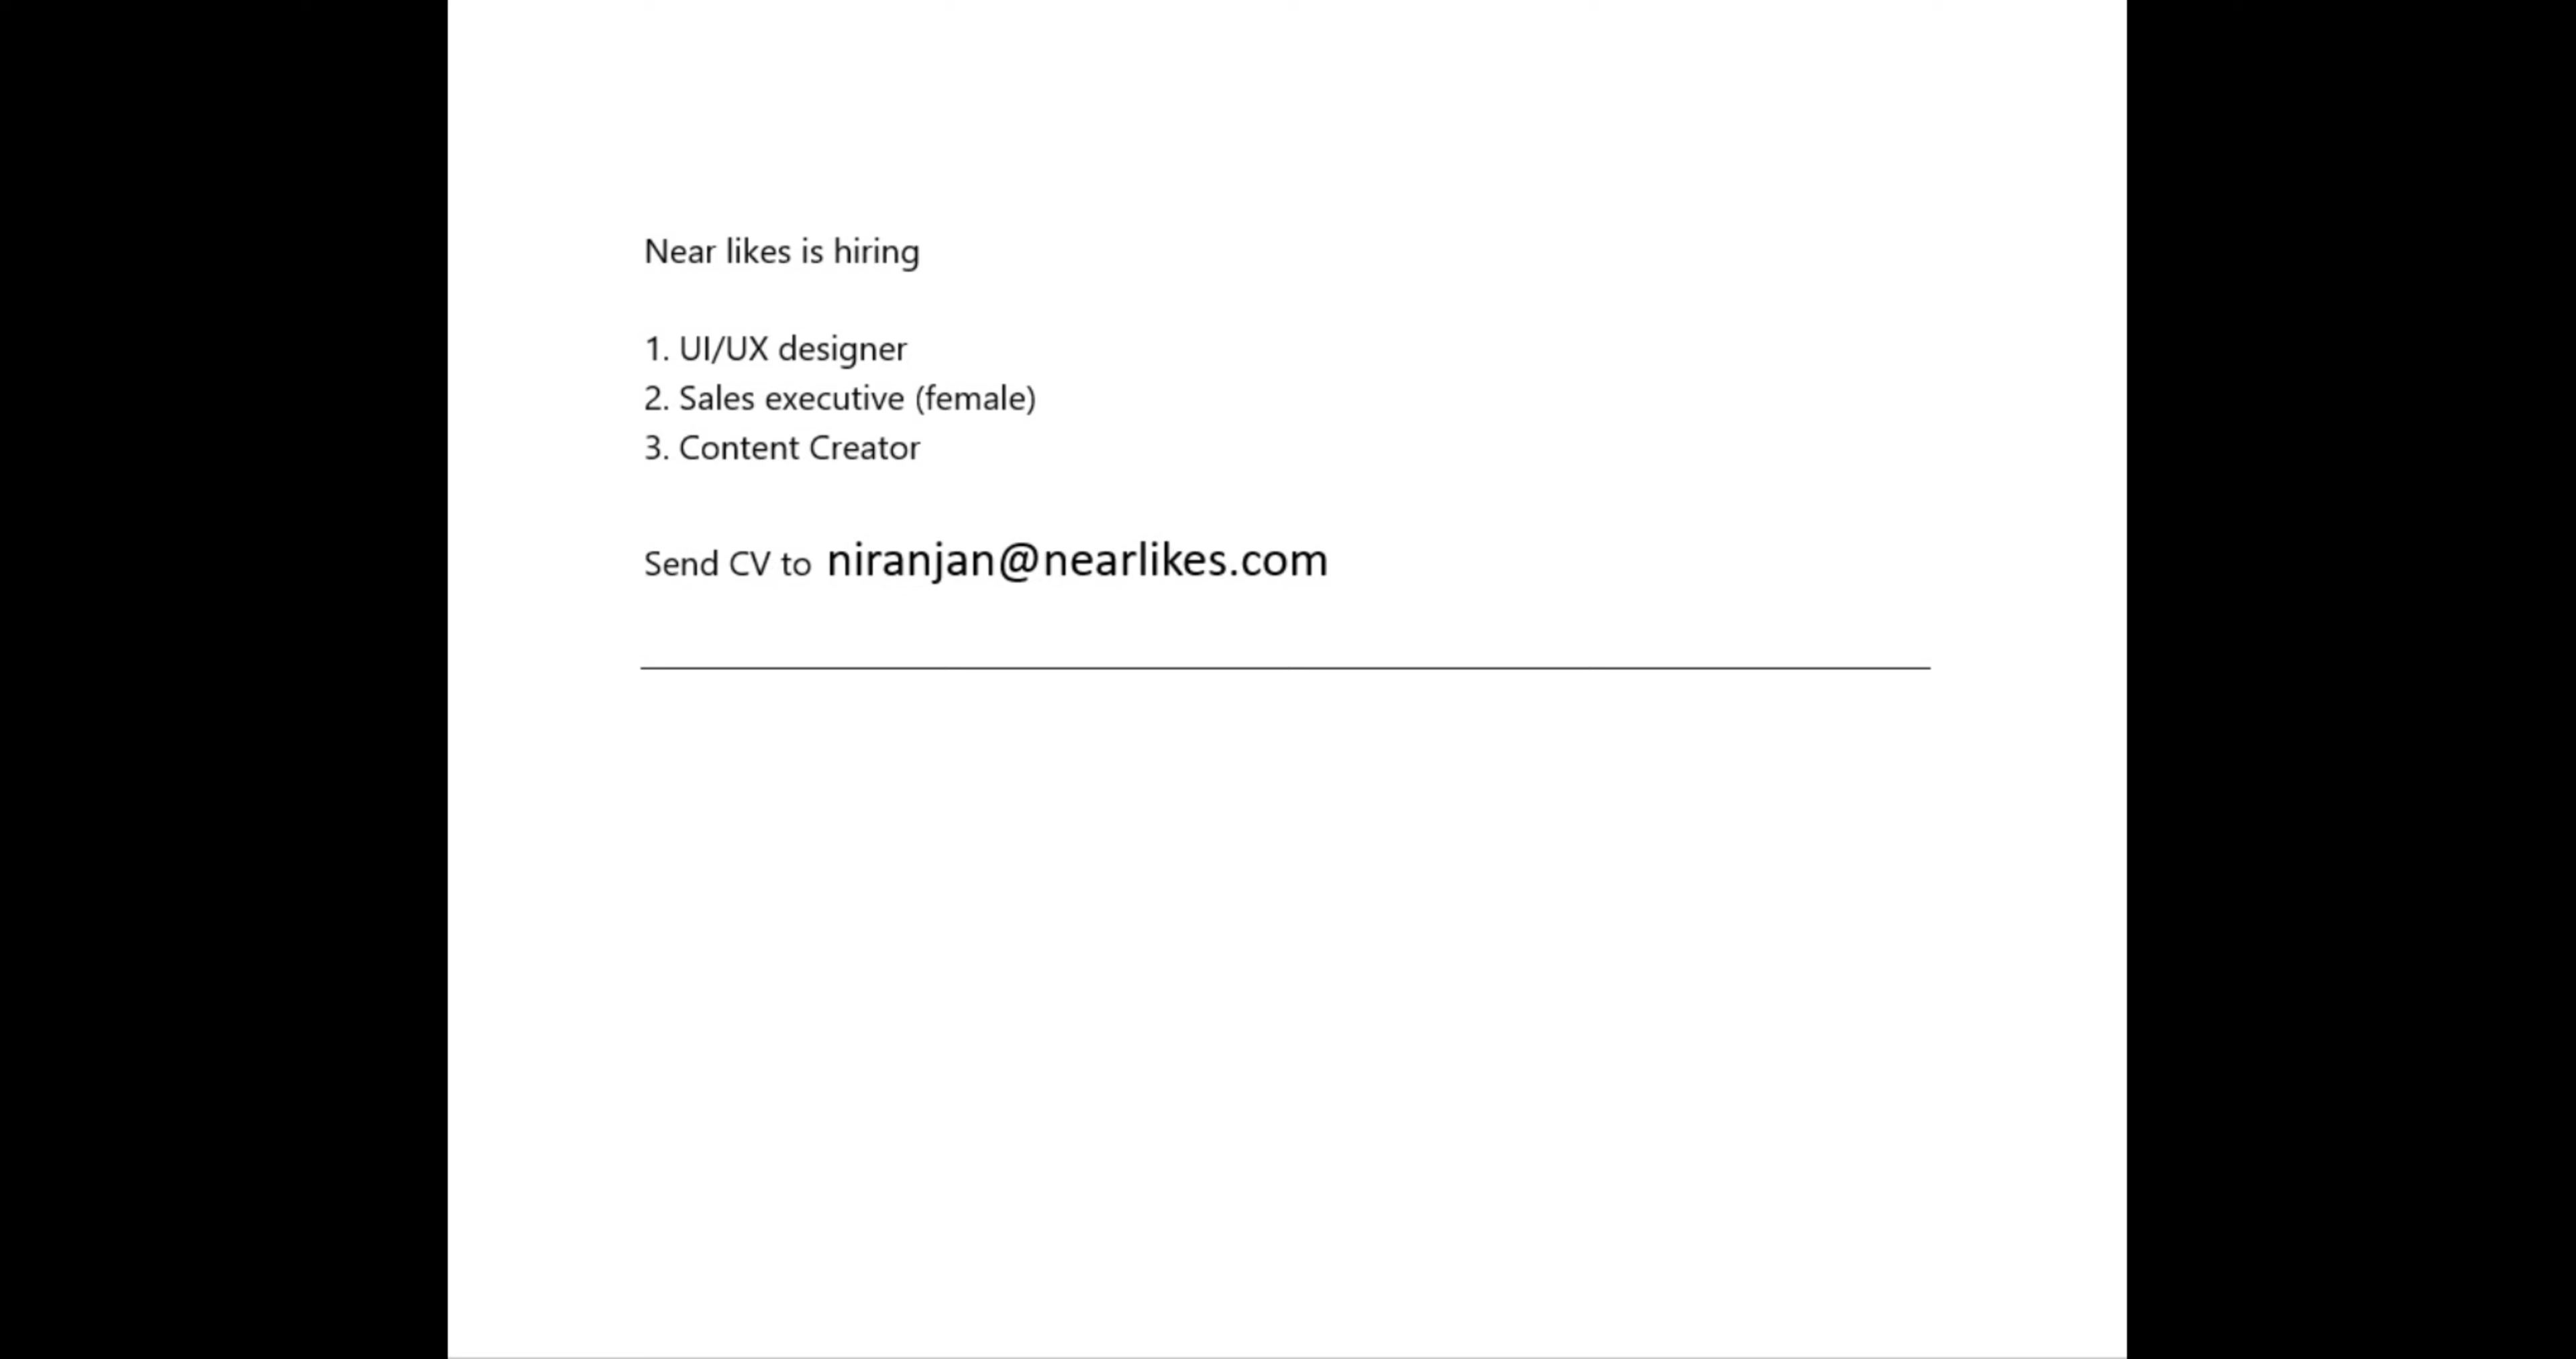 Near likes is hiring
1. UI/UX designer
2. Sales executive (female)
3. Content Creator
Send CV to niranjan@nearlikes.com